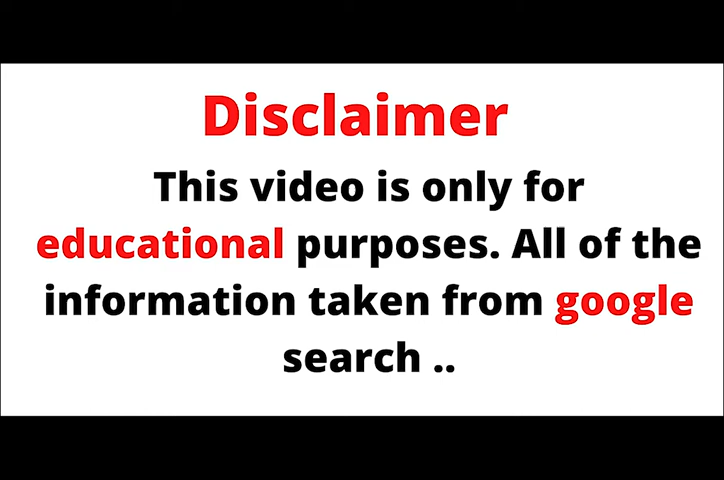 Disclaimer
This video is only for
educational purposes. All of the
information taken from google
search ..